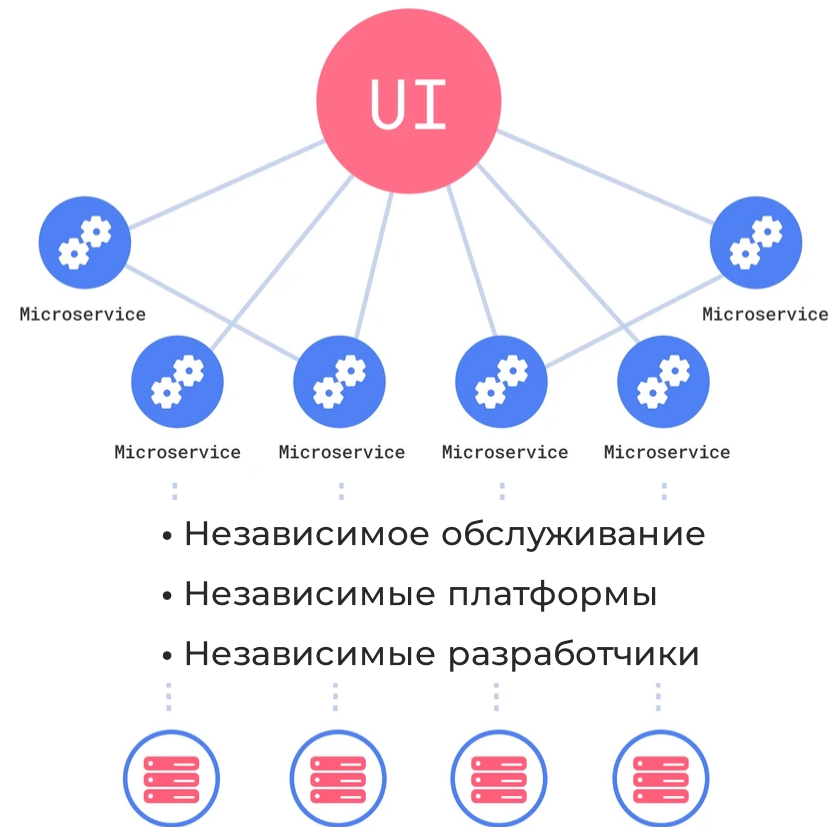 UI
Microservice
Microservice
Microservice
Microservice
Microservice
Microservice
• Независимое обслуживание
• Независимые платформы
• Независимые разработчики